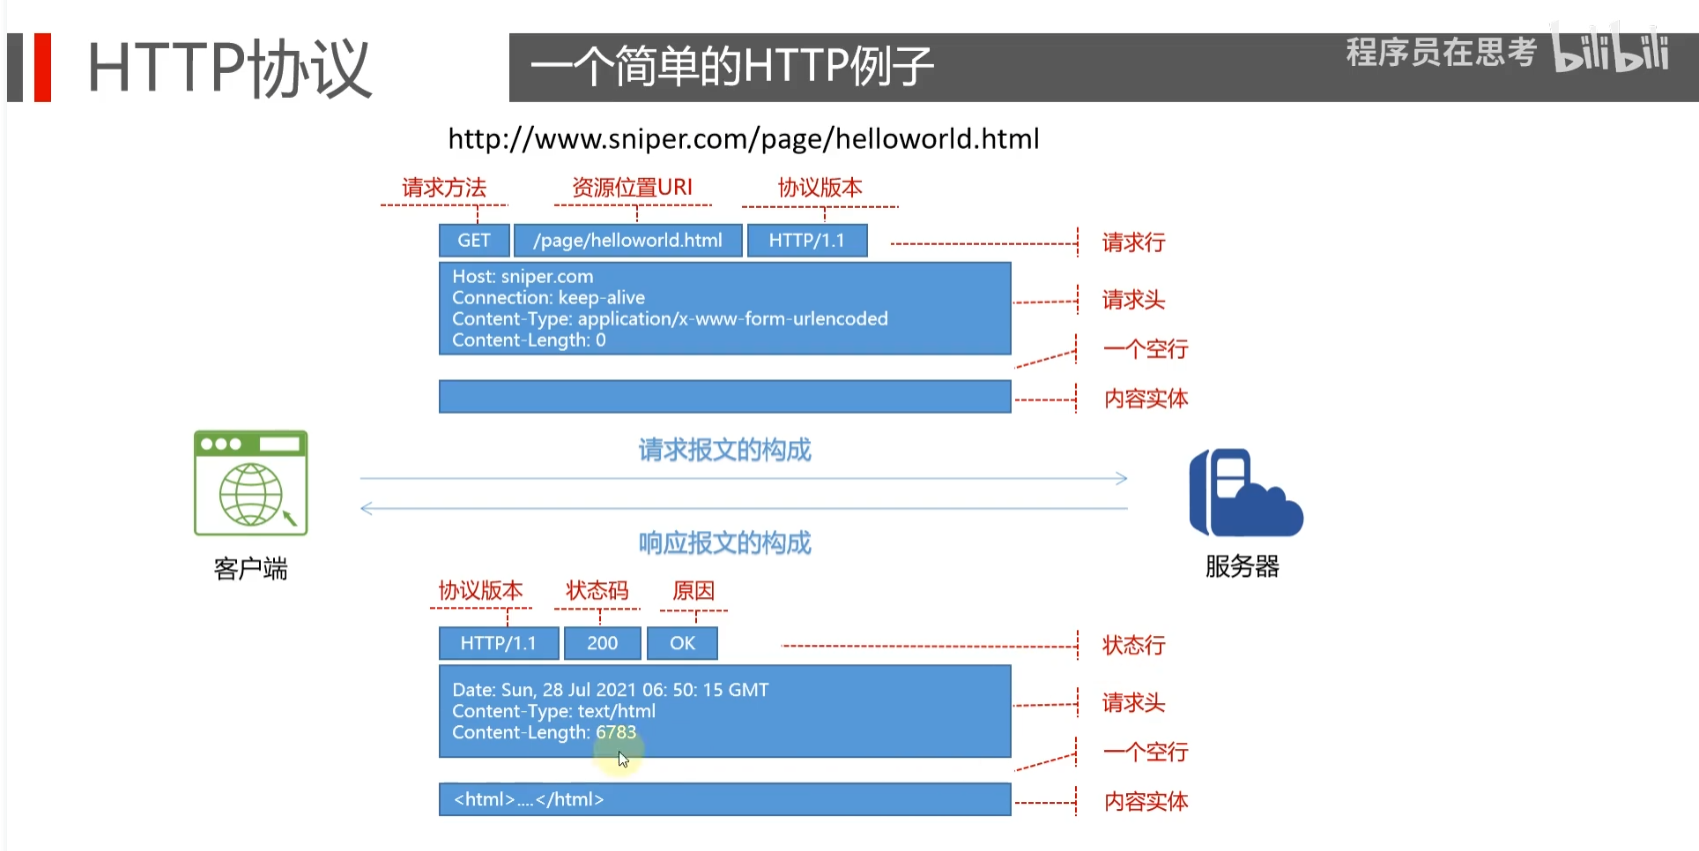 HTTP协议
一个简单的HTTP例子
程序员在思考 bilibili
http://www.sniper.com/page/helloworld.html
请求方法 资源位置URI 协议版本
GET /page/helloworld.html HTTP/1.1 请求行
Host: sniper.com
Connection: keep-alive
Content-Type: application/x-www-form-urlencoded
Content-Length: 0
请求头
一个空行
内容实体
请求报文的构成
响应报文的构成
客户端
服务器
协议版本 状态码 原因
HTTP/1.1 200 OK 状态行
Date: Sun, 28 Jul 2021 06: 50: 15 GMT
Content-Type: text/html
Content-Length: 6783
请求头
一个空行
<html>....</html> 内容实体